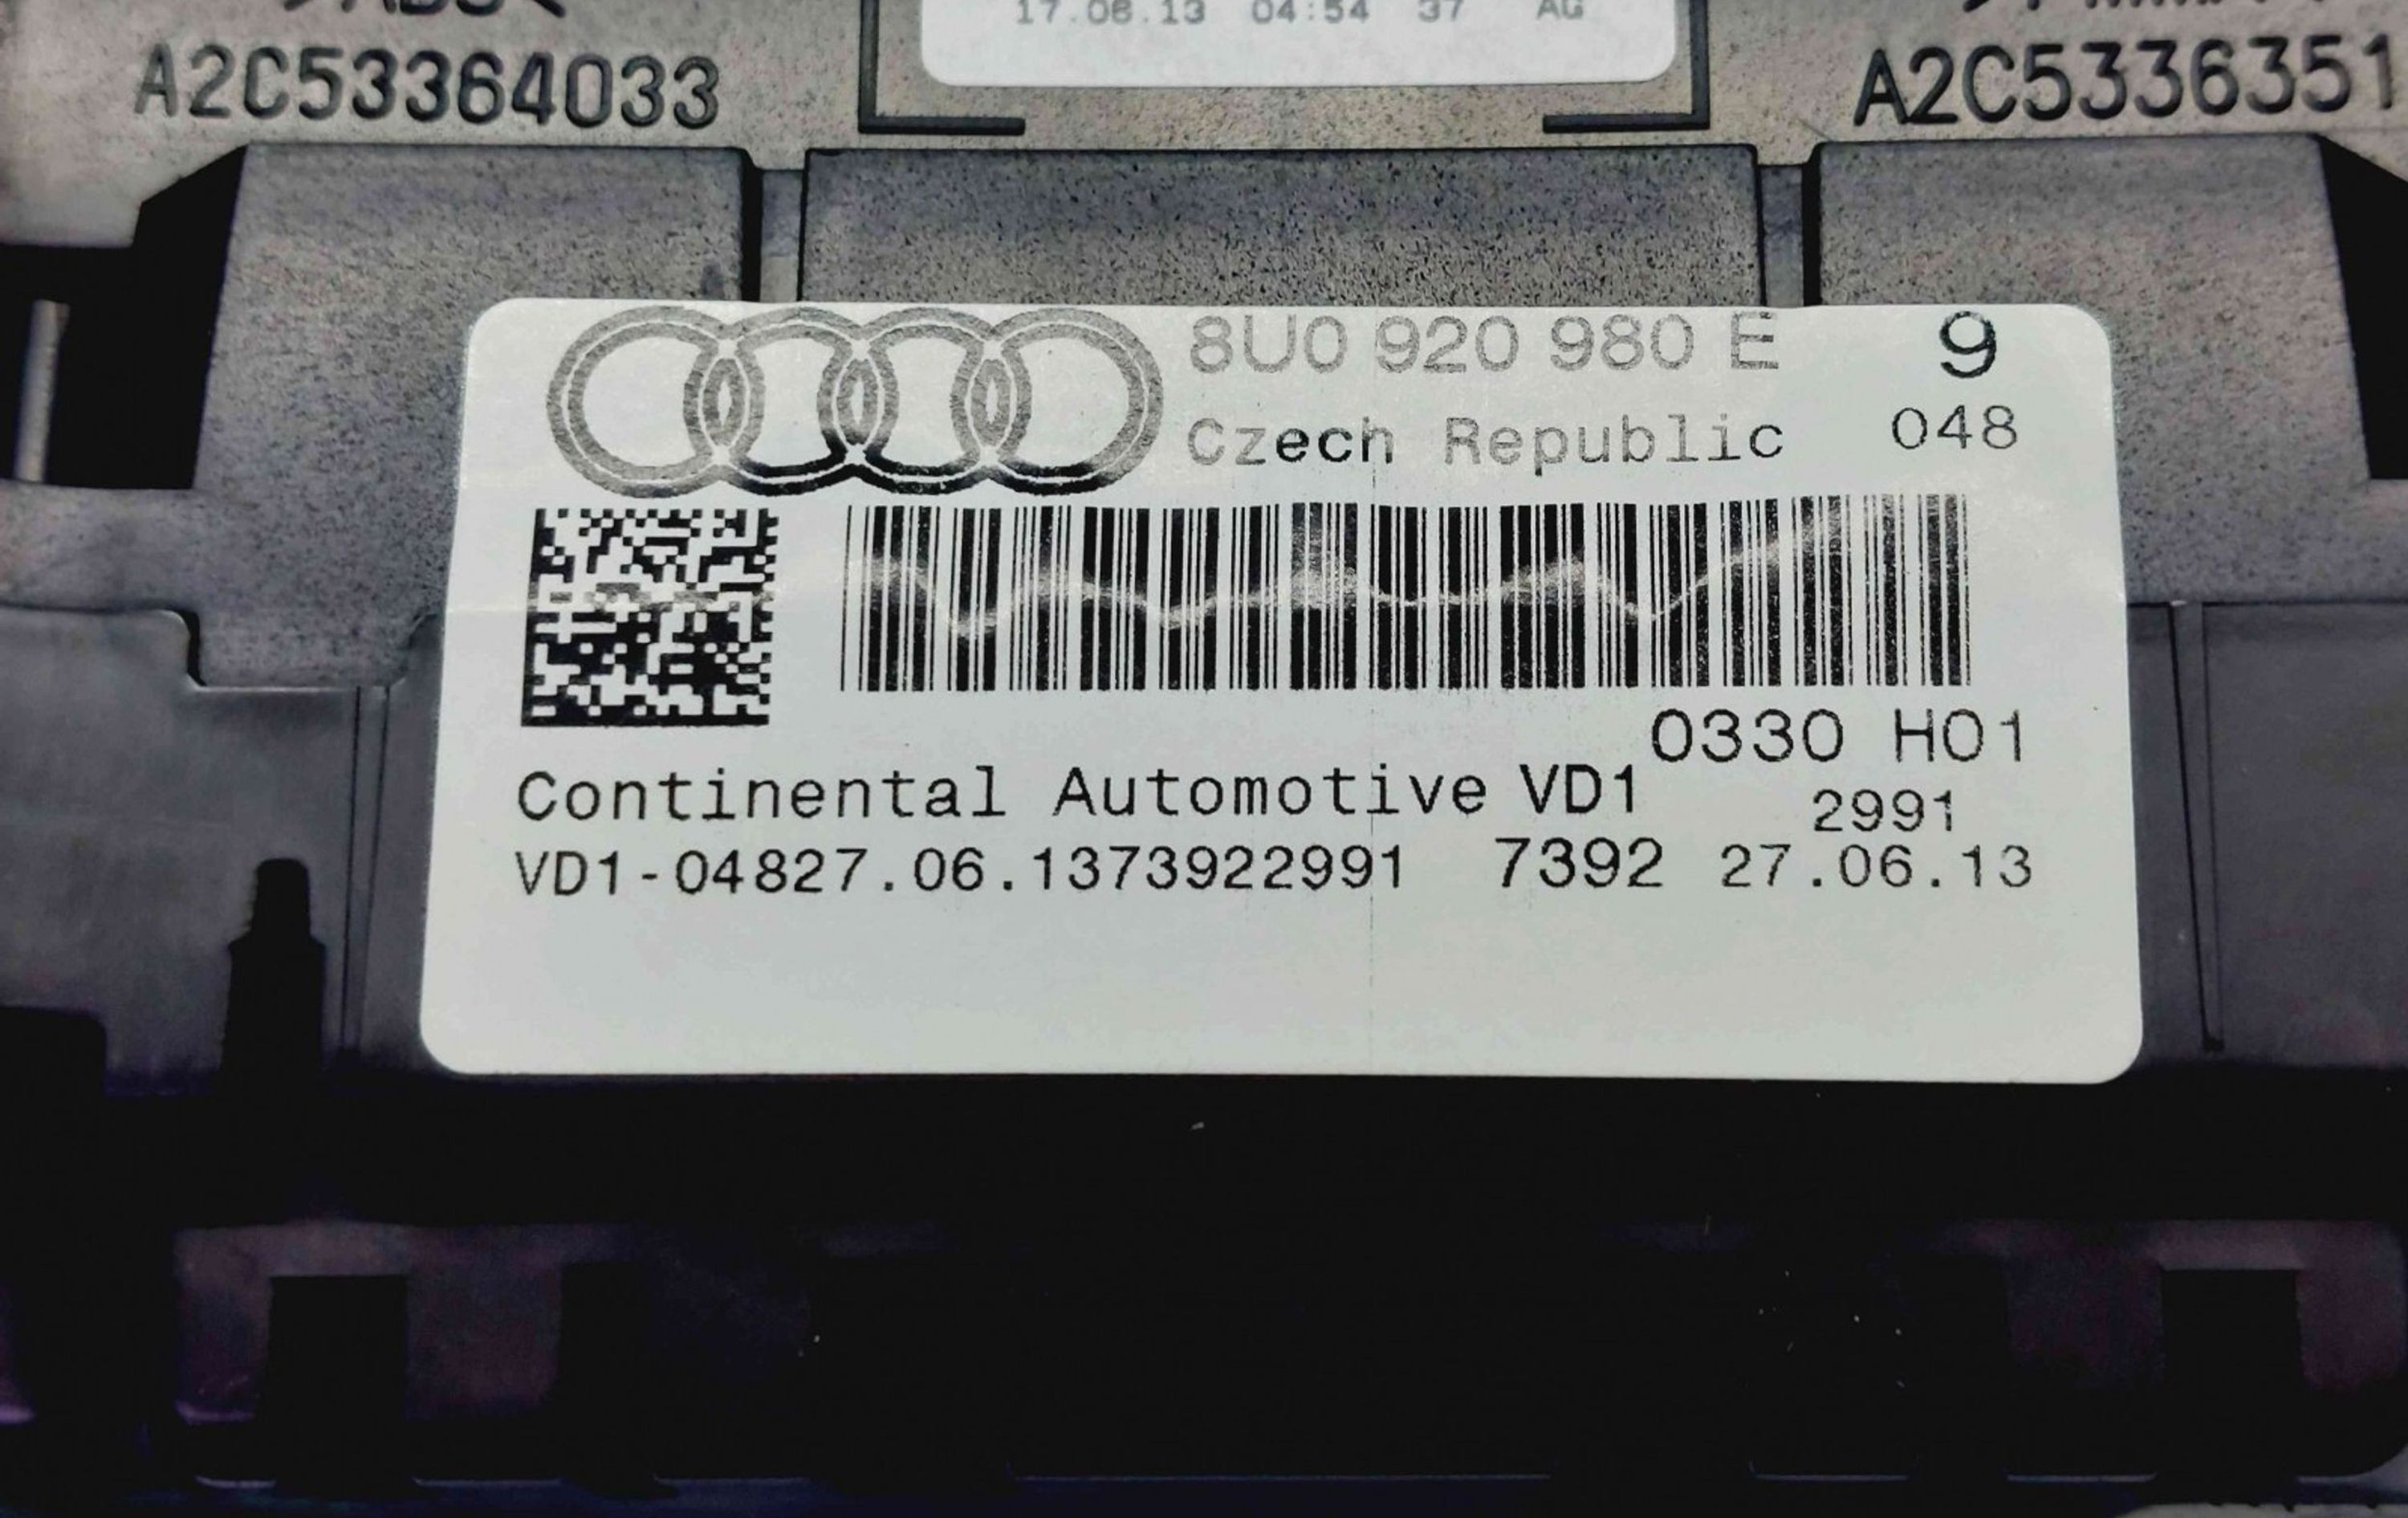 >ABS<
A2C53364033
17.06.13 04:54 37 AG
A2C5336351
8U0 920 980 E 9
Czech Republic 048
0330 H01
Continental Automotive VD1
2991
VD1-04827.06.1373922991 7392 27.06.13